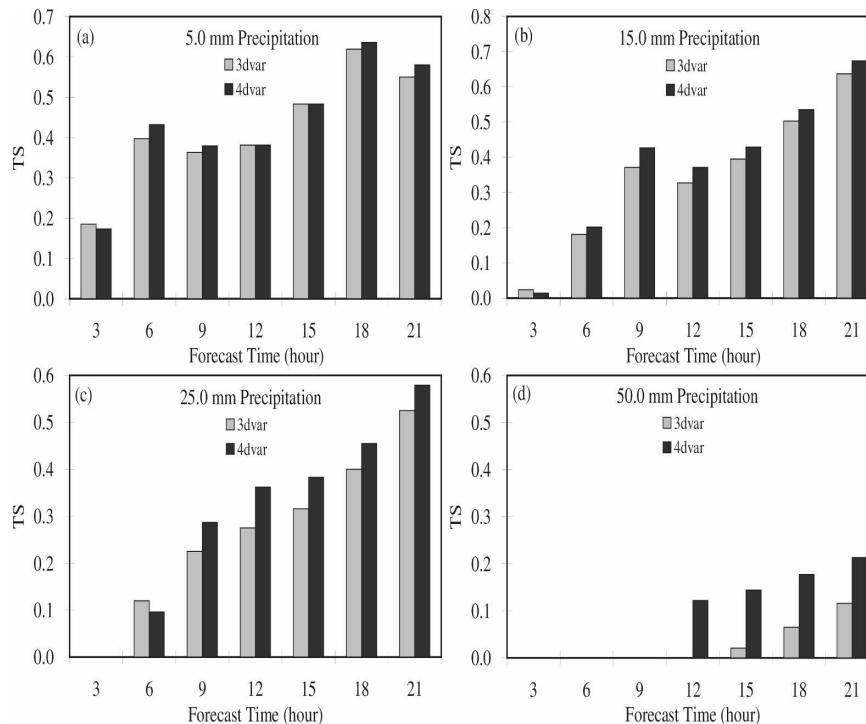 (a)
5.0 mm Precipitation
3dvar
4dvar
TS
0.7
0.6
0.5
0.4
0.3
0.2
0.1
0.0
3 6 9 12 15 18 21
Forecast Time (hour)
(b)
15.0 mm Precipitation
3dvar
4dvar
TS
0.8
0.7
0.6
0.5
0.4
0.3
0.2
0.1
0.0
3 6 9 12 15 18 21
Forecast Time (hour)
(c)
25.0 mm Precipitation
3dvar
4dvar
TS
0.6
0.5
0.4
0.3
0.2
0.1
0.0
3 6 9 12 15 18 21
Forecast Time (hour)
(d)
50.0 mm Precipitation
3dvar
4dvar
TS
0.6
0.5
0.4
0.3
0.2
0.1
0.0
3 6 9 12 15 18 21
Forecast Time (hour)